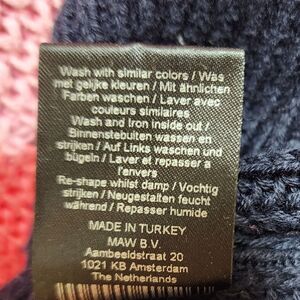 Wash with similar colors / Was
met gelijke kleuren / Mit ähnlichen
Farben waschen / Laver avec
couleurs similaires
Wash and Iron inside out /
Binnenstebuiten wassen en
strijken / Auf Links waschen und
bügeln / Laver et repasser a
l'envers
Re-shape whilst damp / Vochtig
strijken / Neugestalten feucht
während / Repasser humide
MADE IN TURKEY
MAW B.V.
Aambeeldstraat 20
1021 KB Amsterdam
The Netherlands